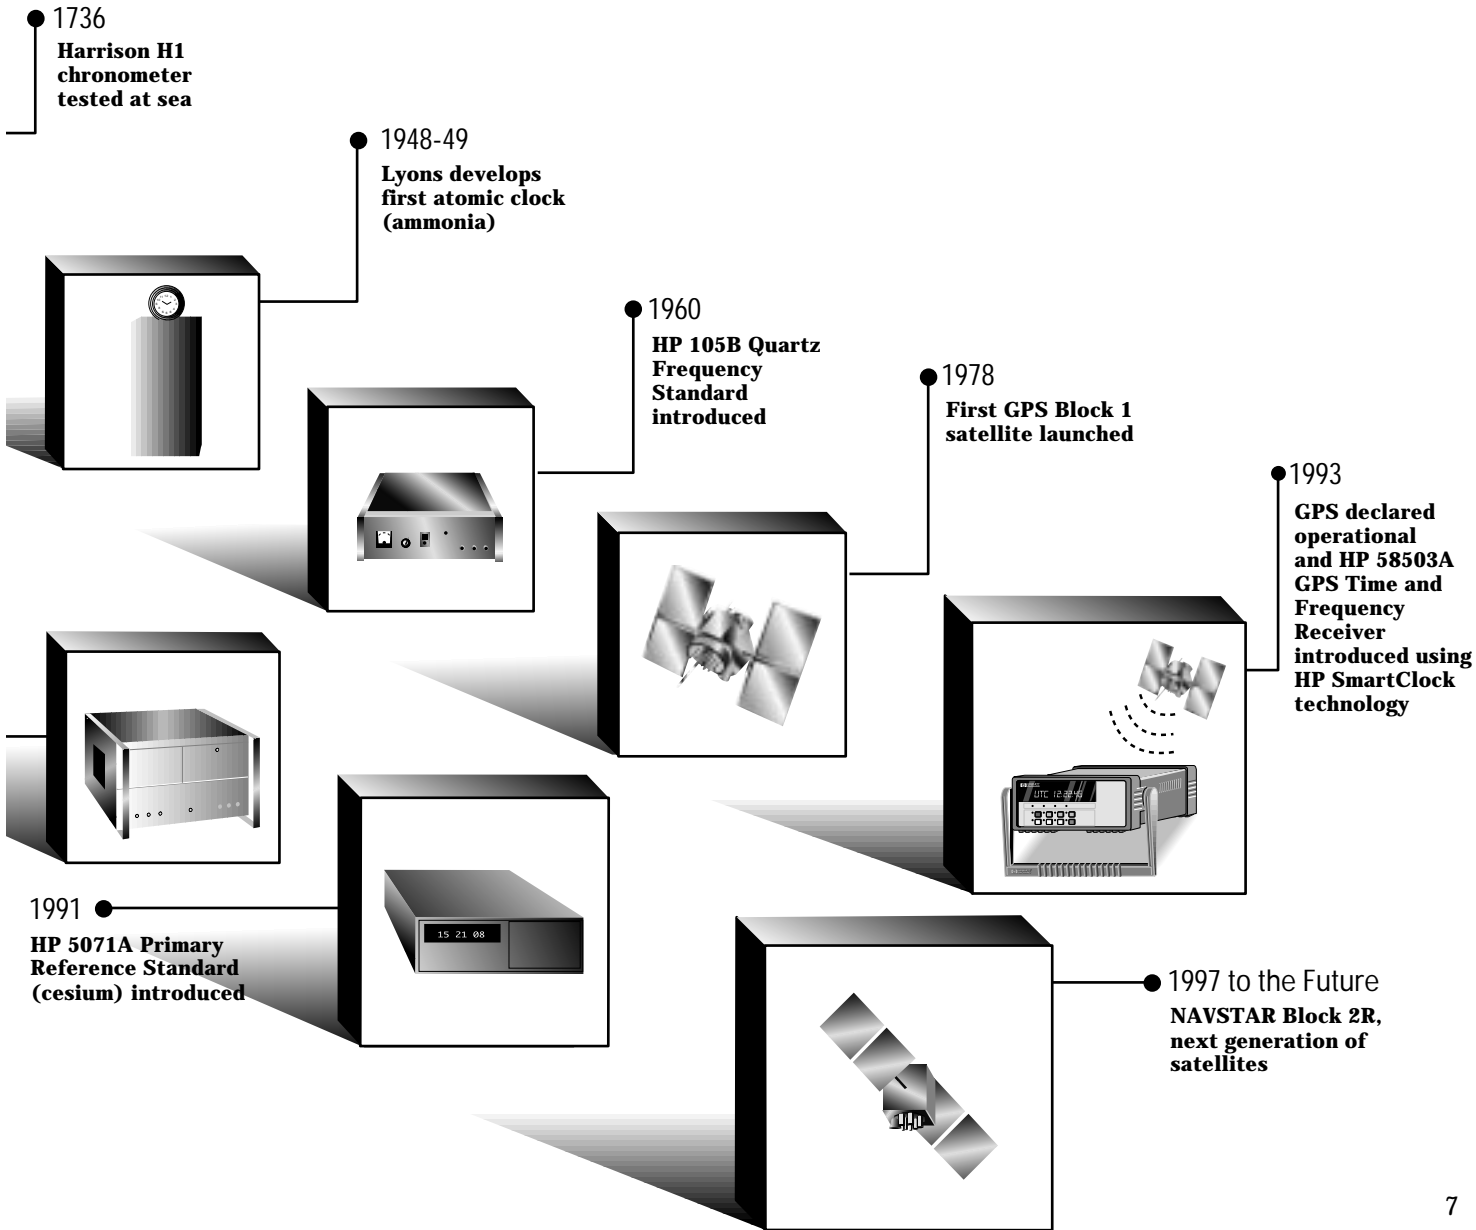 1736
Harrison H1
chronometer
tested at sea
1948-49
Lyons develops
first atomic clock
(ammonia)
1960
HP 105B Quartz
Frequency
Standard
introduced
1978
First GPS Block 1
satellite launched
1993
GPS declared
operational
and HP 58503A
GPS Time and
Frequency
Receiver
introduced using
HP SmartClock
technology
UTC 12:22:45
1991
HP 5071A Primary
Reference Standard
(cesium) introduced
15 21 08
1997 to the Future
NAVSTAR Block 2R,
next generation of
satellites
7